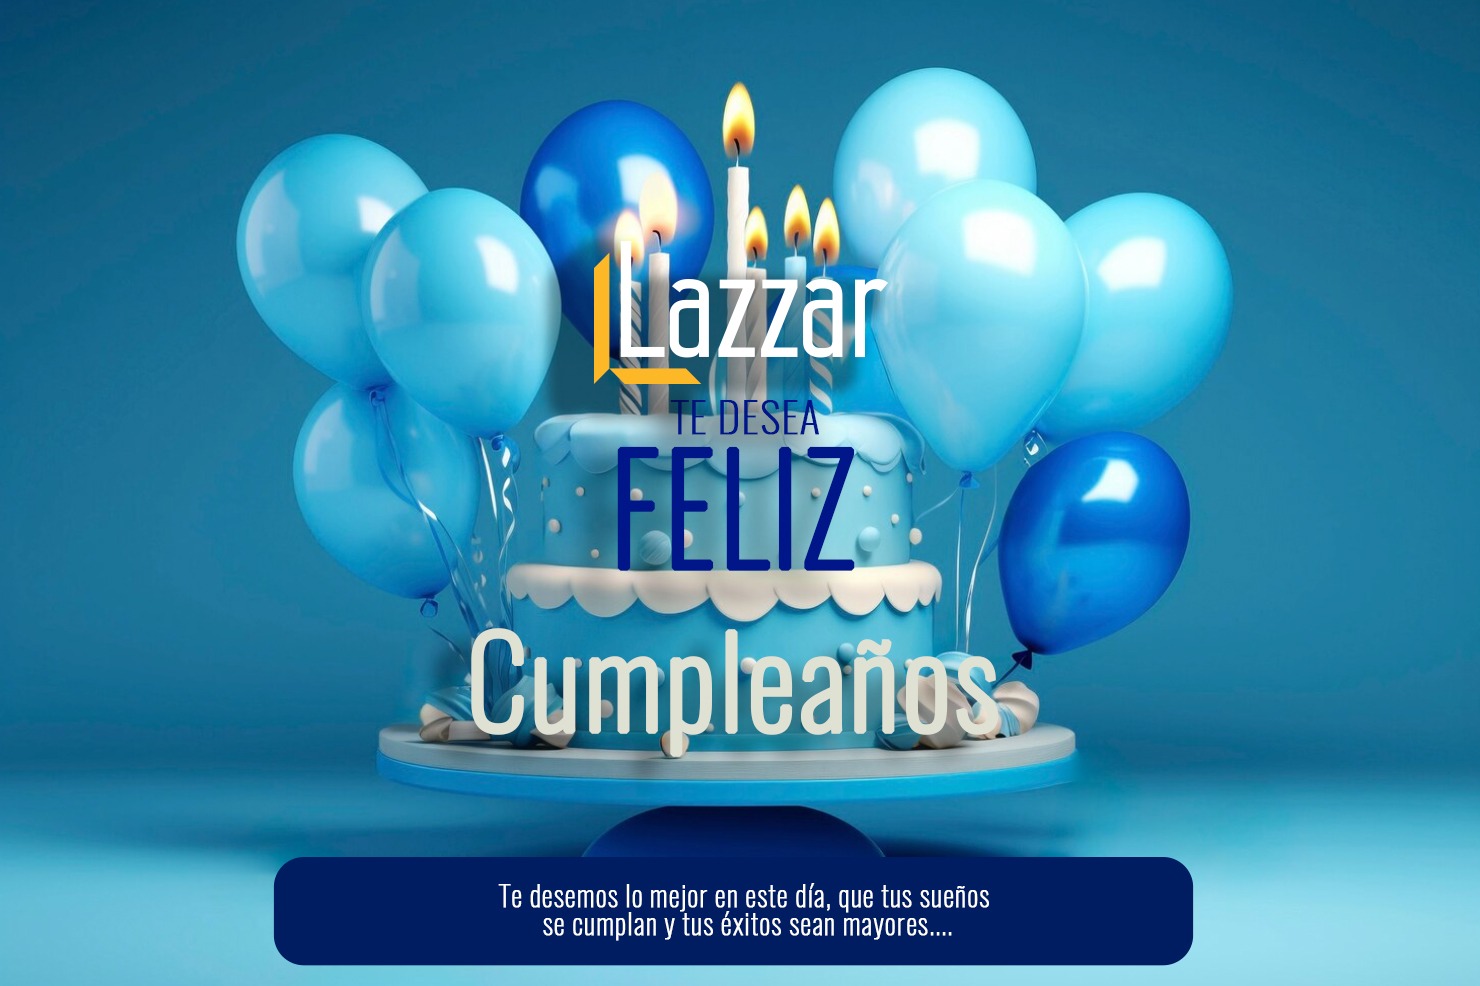 Lazzar
TE DESEA
FELIZ
Cumpleaños
Te desemos lo mejor en este día, que tus sueños
se cumplan y tus éxitos sean mayores....